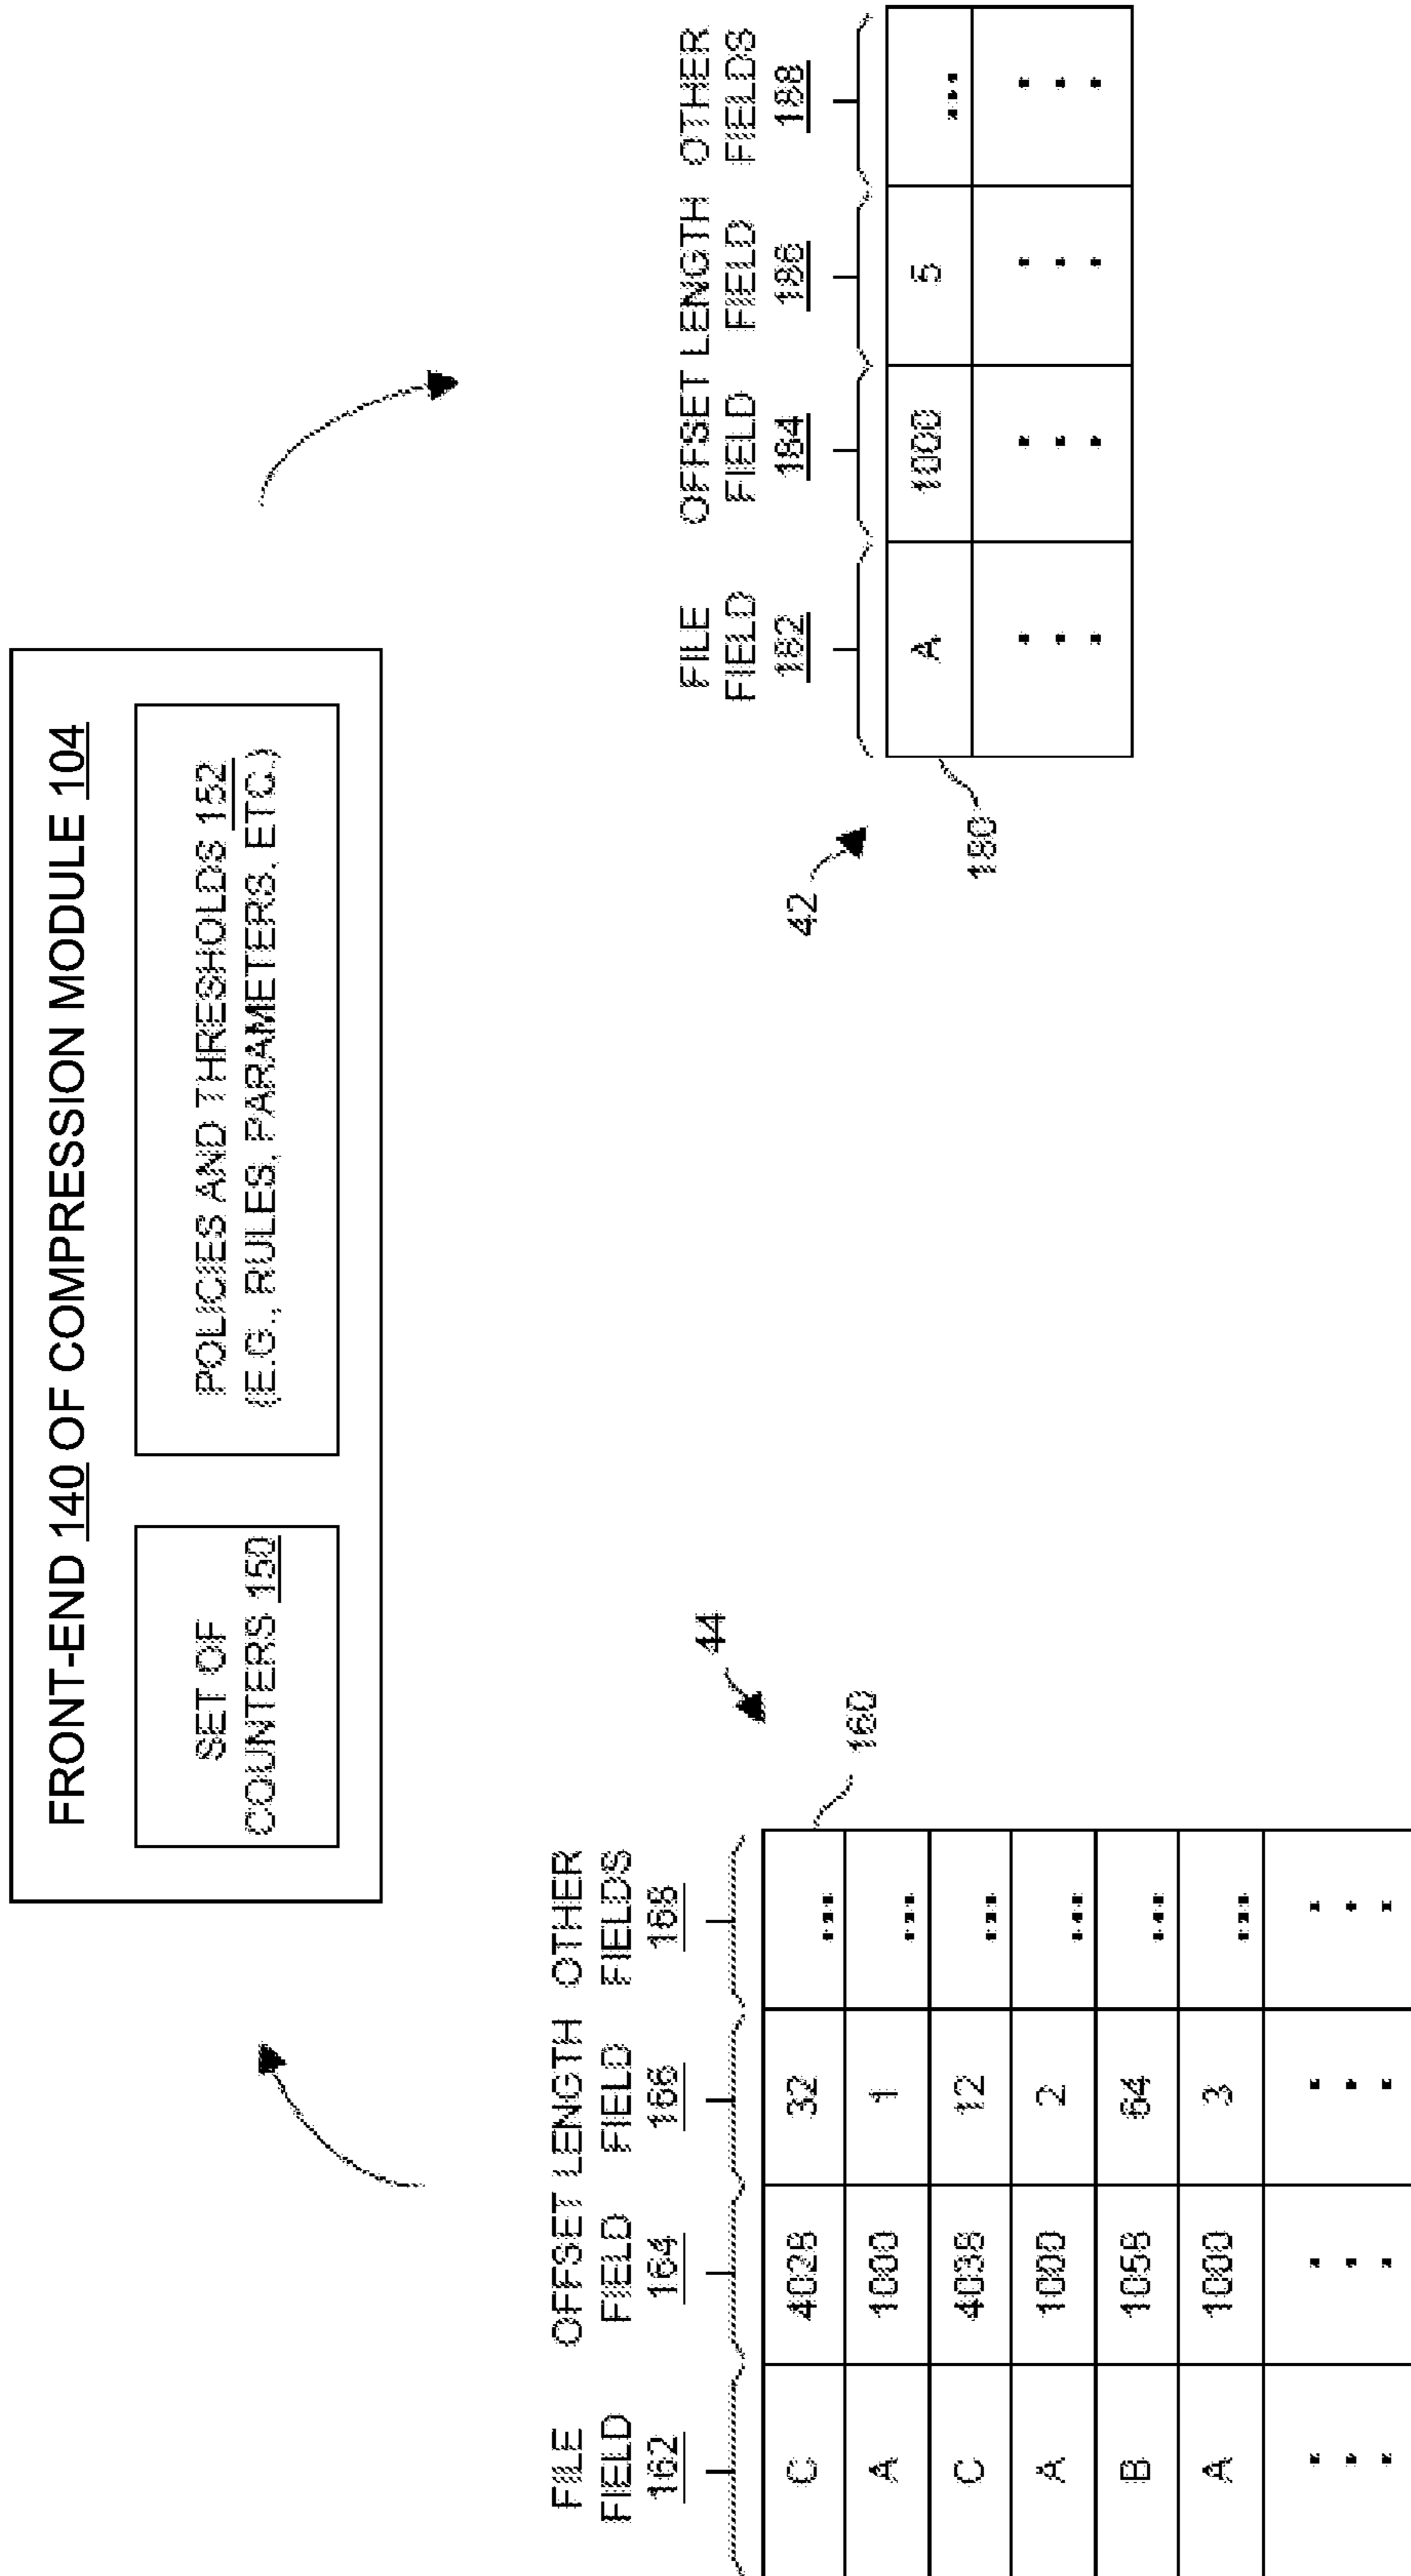 FRONT-END 140 OF COMPRESSION MODULE 104
SET OF
COUNTERS 150
POLICIES AND THRESHOLDS 152
(E.G., RULES, PARAMETERS, ETC.)
FILE OFFSET LENGTH OTHER
FIELD FIELD FIELD FIELDS
162 164 166 168
44
160
C 4028 32 ...
A 1000 1 ...
C 4038 12 ...
A 1000 2 ...
B 1058 64 ...
A 1000 3 ...
FILE OFFSET LENGTH OTHER
FIELD FIELD FIELD FIELDS
182 184 186 188
42
180
A 1000 5 ...